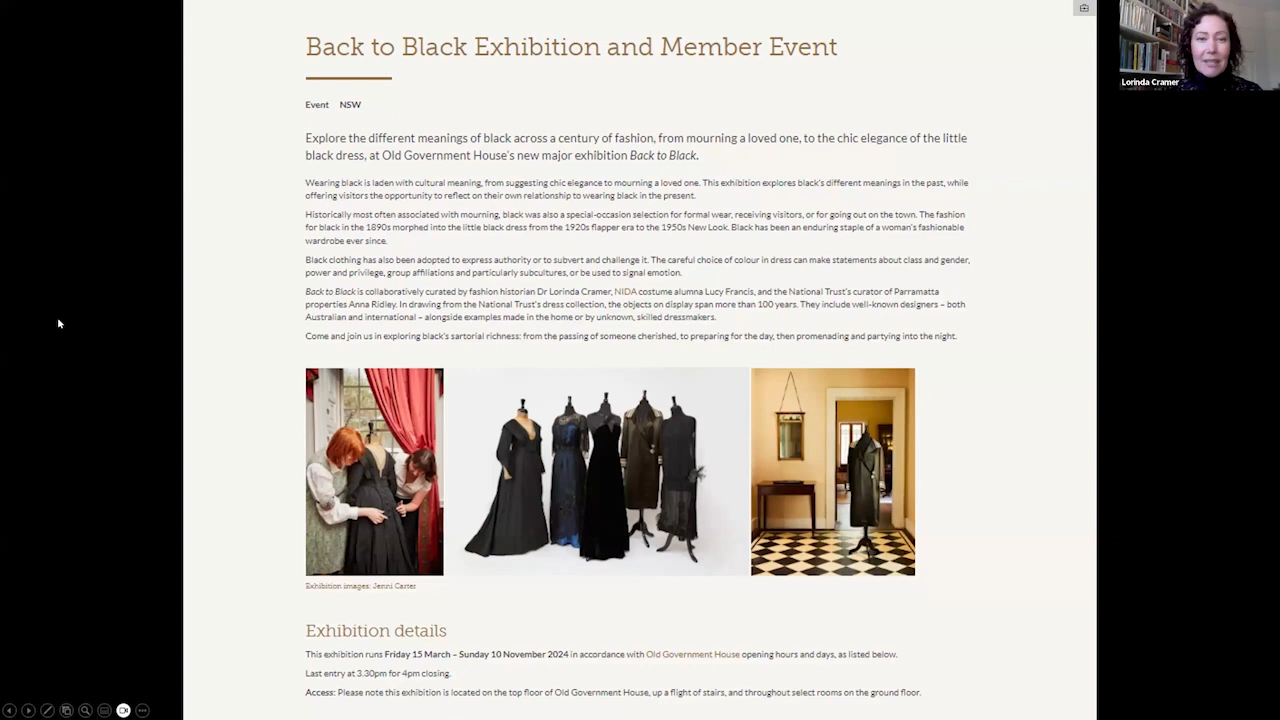 Back to Black Exhibition and Member Event
Lorinda Cramer
Event NSW
Explore the different meanings of black across a century of fashion, from mourning a loved one, to the chic elegance of the little
black dress, at Old Government House's new major exhibition Back to Black.
Wearing black is laden with cultural meaning, from suggesting chic elegance to mourning a loved one. This exhibition explores black's different meanings in the past, while
offering visitors the opportunity to reflect on their own relationship to wearing black in the present.
Historically most often associated with mourning, black was also a special-occasion selection for formal wear, receiving visitors, or for going out on the town. The fashion
for black in the 1890s morphed into the little black dress from the 1920s flapper era to the 1950s New Look. Black has been an enduring staple of a woman's fashionable
wardrobe ever since.
Black clothing has also been adopted to express authority or to subvert and challenge it. The careful choice of colour in dress can make statements about class and gender,
power and privilege, group affiliations and particularly subcultures, or be used to signal emotion.
Back to Black is collaboratively curated by fashion historian Dr Lorinda Cramer, NIDA costume alumna Lucy Francis, and the National Trust's curator of Parramatta
properties Anna Ridley. In drawing from the National Trust's dress collection, the objects on display span more than 100 years. They include well-known designers – both
Australian and international – alongside examples made in the home or by unknown, skilled dressmakers.
Come and join us in exploring black's sartorial richness: from the passing of someone cherished, to preparing for the day, then promenading and partying into the night.
Exhibition images: Jenni Carter
Exhibition details
This exhibition runs Friday 15 March – Sunday 10 November 2024 in accordance with Old Government House opening hours and days, as listed below.
Last entry at 3.30pm for 4pm closing.
Access: Please note this exhibition is located on the top floor of Old Government House, up a flight of stairs, and throughout select rooms on the ground floor.